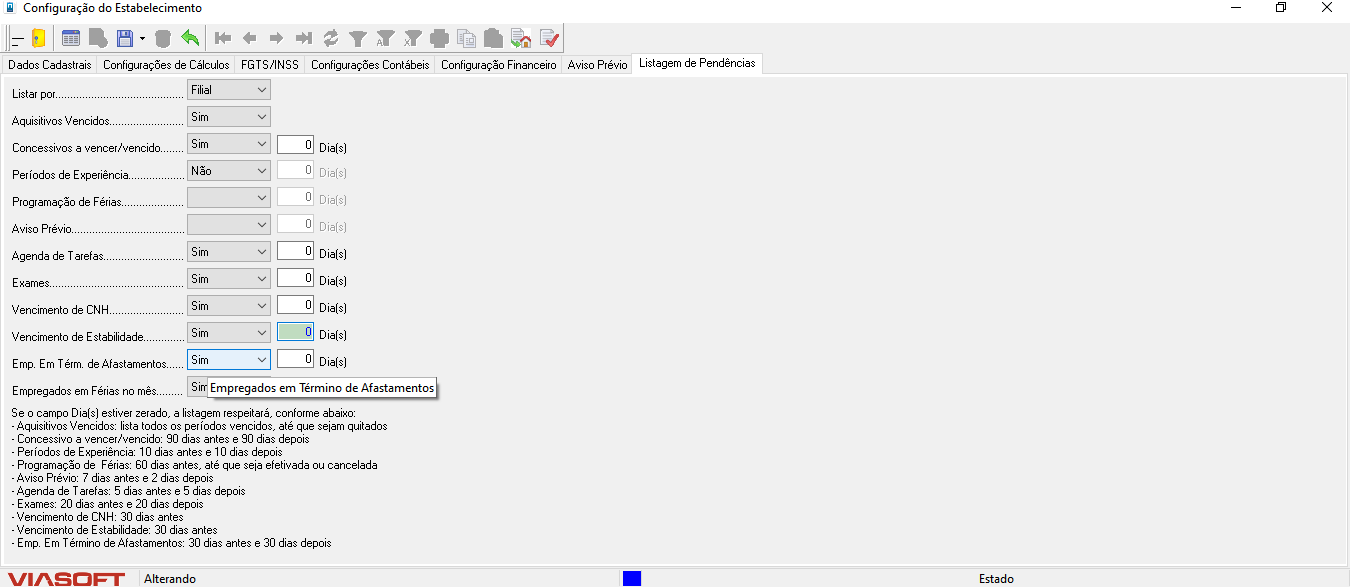 Configuração do Estabelecimento
Dados Cadastrais Configurações de Cálculos FGTS/INSS Configurações Contábeis Configuração Financeiro Aviso Prévio Listagem de Pendências
Listar por........................................... Filial
Aquisitivos Vencidos......................... Sim
Concessivos a vencer/vencido........ Sim 0 Dia(s)
Períodos de Experiência................... Não 0 Dia(s)
Programação de Férias..................... 0 Dia(s)
Aviso Prévio...................................... 0 Dia(s)
Agenda de Tarefas........................... Sim 0 Dia(s)
Exames............................................. Sim 0 Dia(s)
Vencimento de CNH......................... Sim 0 Dia(s)
Vencimento de Estabilidade.............. Sim 0 Dia(s)
Emp. Em Térm. de Afastamentos...... Sim 0 Dia(s)
Empregados em Férias no mês......... Sim
Empregados em Término de Afastamentos
Se o campo Dia(s) estiver zerado, a listagem respeitará, conforme abaixo:
- Aquisitivos Vencidos: lista todos os períodos vencidos, até que sejam quitados
- Concessivo a vencer/vencido: 90 dias antes e 90 dias depois
- Períodos de Experiência: 10 dias antes e 10 dias depois
- Programação de  Férias: 60 dias antes, até que seja efetivada ou cancelada
- Aviso Prévio: 7 dias antes e 2 dias depois
- Agenda de Tarefas: 5 dias antes e 5 dias depois
- Exames: 20 dias antes e 20 dias depois
- Vencimento de CNH: 30 dias antes
- Vencimento de Estabilidade: 30 dias antes
- Emp. Em Término de Afastamentos: 30 dias antes e 30 dias depois
VIASOFT Alterando Estado